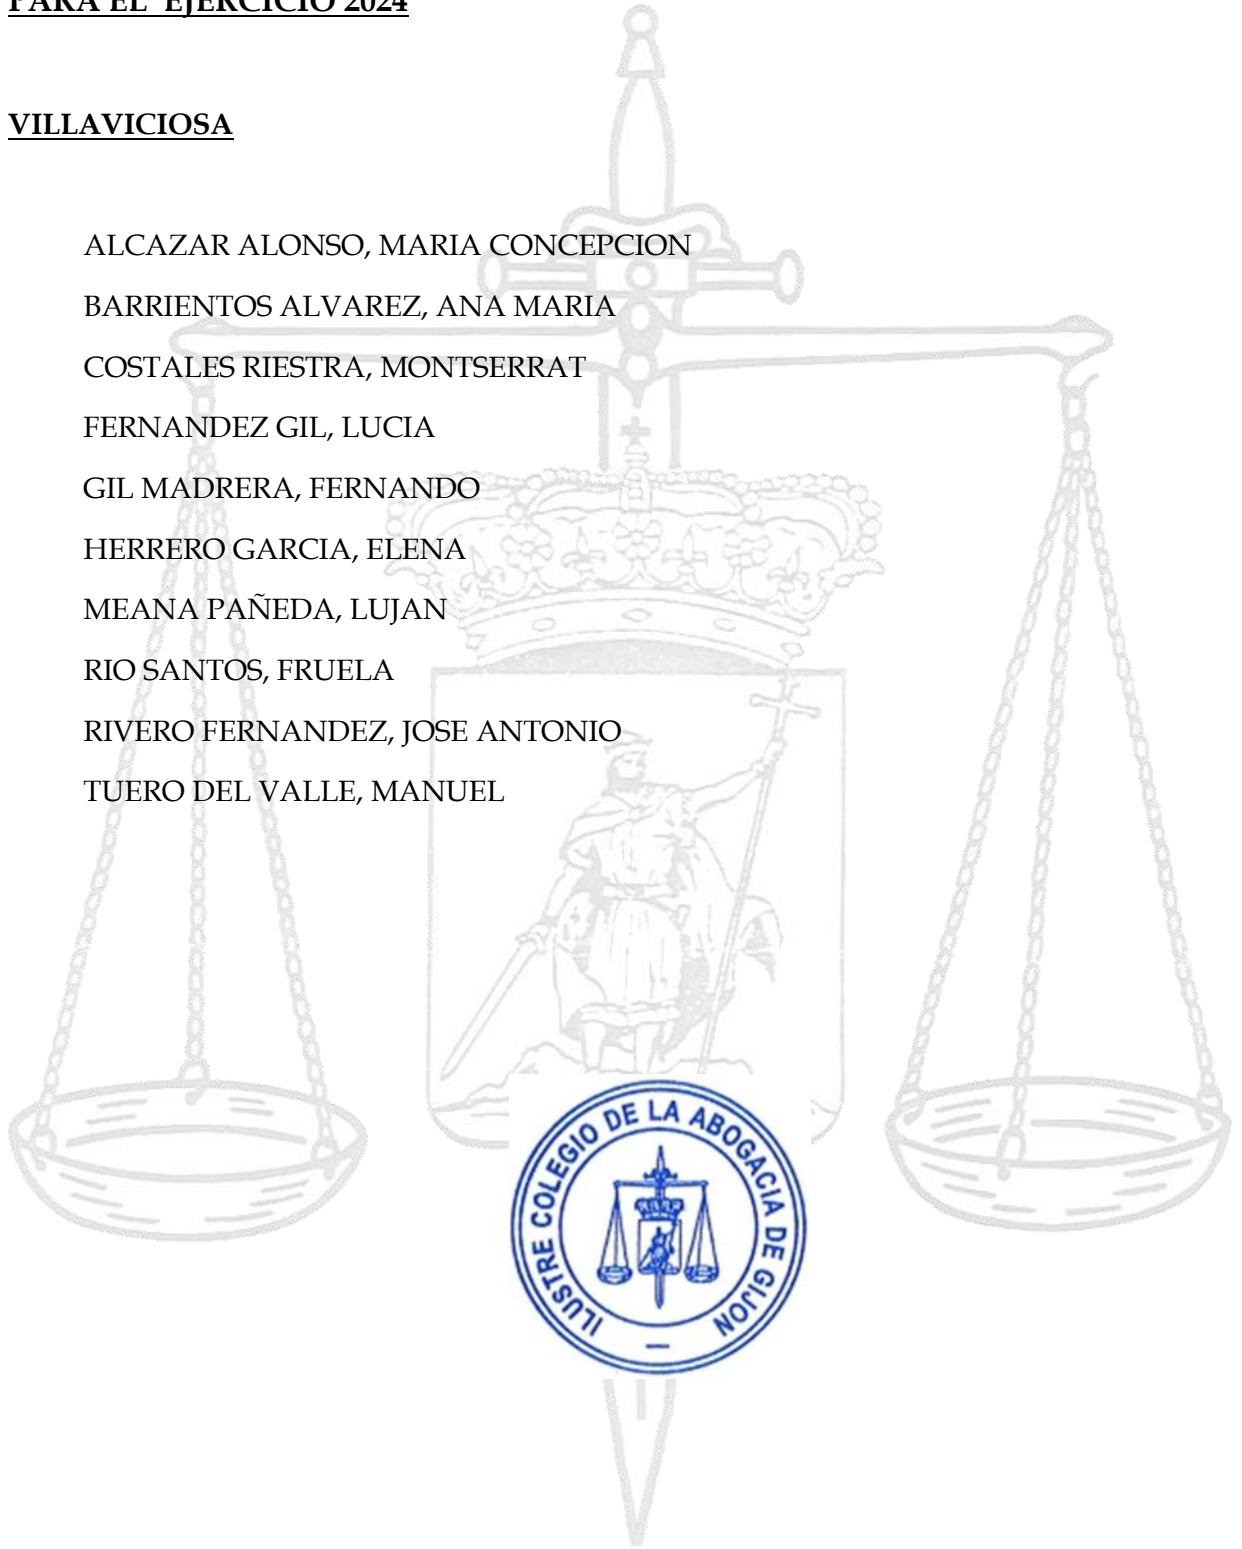 PARA EL EJERCICIO 2024
VILLAVICIOSA
ALCAZAR ALONSO, MARIA CONCEPCION
BARRIENTOS ALVAREZ, ANA MARIA
COSTALES RIESTRA, MONTSERRAT
FERNANDEZ GIL, LUCIA
GIL MADRERA, FERNANDO
HERRERO GARCIA, ELENA
MEANA PAÑEDA, LUJAN
RIO SANTOS, FRUELA
RIVERO FERNANDEZ, JOSE ANTONIO
TUERO DEL VALLE, MANUEL
ILUSTRE COLEGIO DE LA ABOGACIA DE GIJON